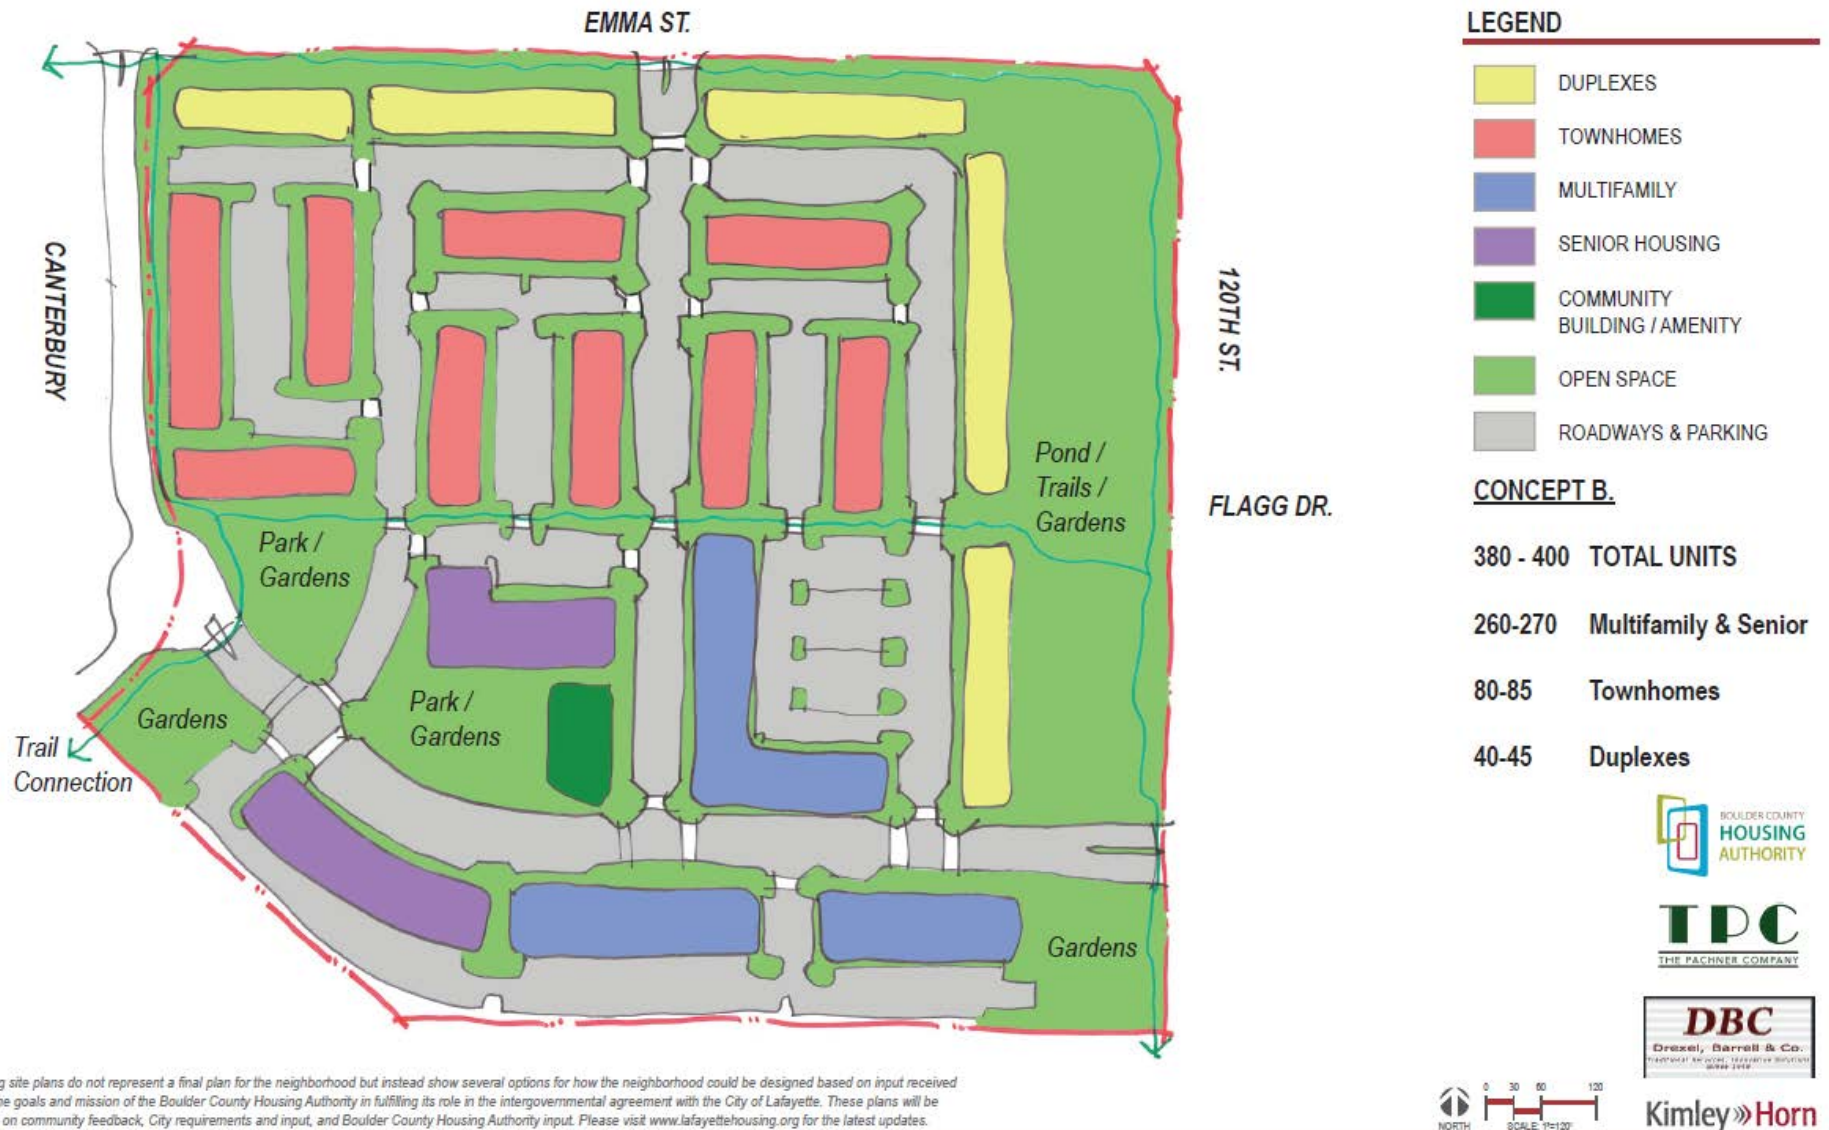 EMMA ST.
CANTERBURY
120TH ST.
FLAGG DR.
Pond /
Trails /
Gardens
Park /
Gardens
Park /
Gardens
Gardens
Trail
Connection
Gardens
LEGEND
DUPLEXES
TOWNHOMES
MULTIFAMILY
SENIOR HOUSING
COMMUNITY
BUILDING / AMENITY
OPEN SPACE
ROADWAYS & PARKING
CONCEPT B.
380 - 400 TOTAL UNITS
260-270 Multifamily & Senior
80-85 Townhomes
40-45 Duplexes
BOULDER COUNTY
HOUSING
AUTHORITY
TPC
THE PACHNER COMPANY
DBC
Drexel, Barrell & Co.
Kimley»Horn
0 30 60 120
NORTH
SCALE: 1"=120'
g site plans do not represent a final plan for the neighborhood but instead show several options for how the neighborhood could be designed based on input received
e goals and mission of the Boulder County Housing Authority in fulfilling its role in the intergovernmental agreement with the City of Lafayette. These plans will be
on community feedback, City requirements and input, and Boulder County Housing Authority input. Please visit www.lafayettehousing.org for the latest updates.